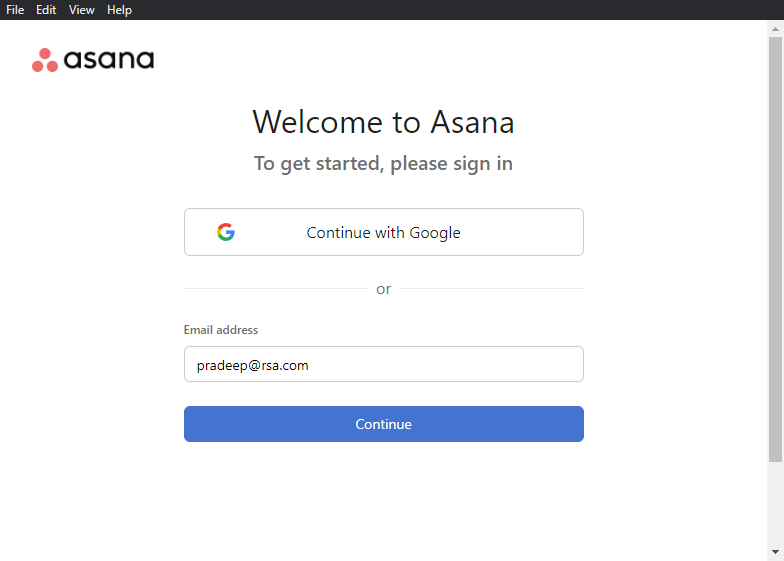 File Edit View Help
asana
Welcome to Asana
To get started, please sign in
Continue with Google
or
Email address
pradeep@rsa.com
Continue